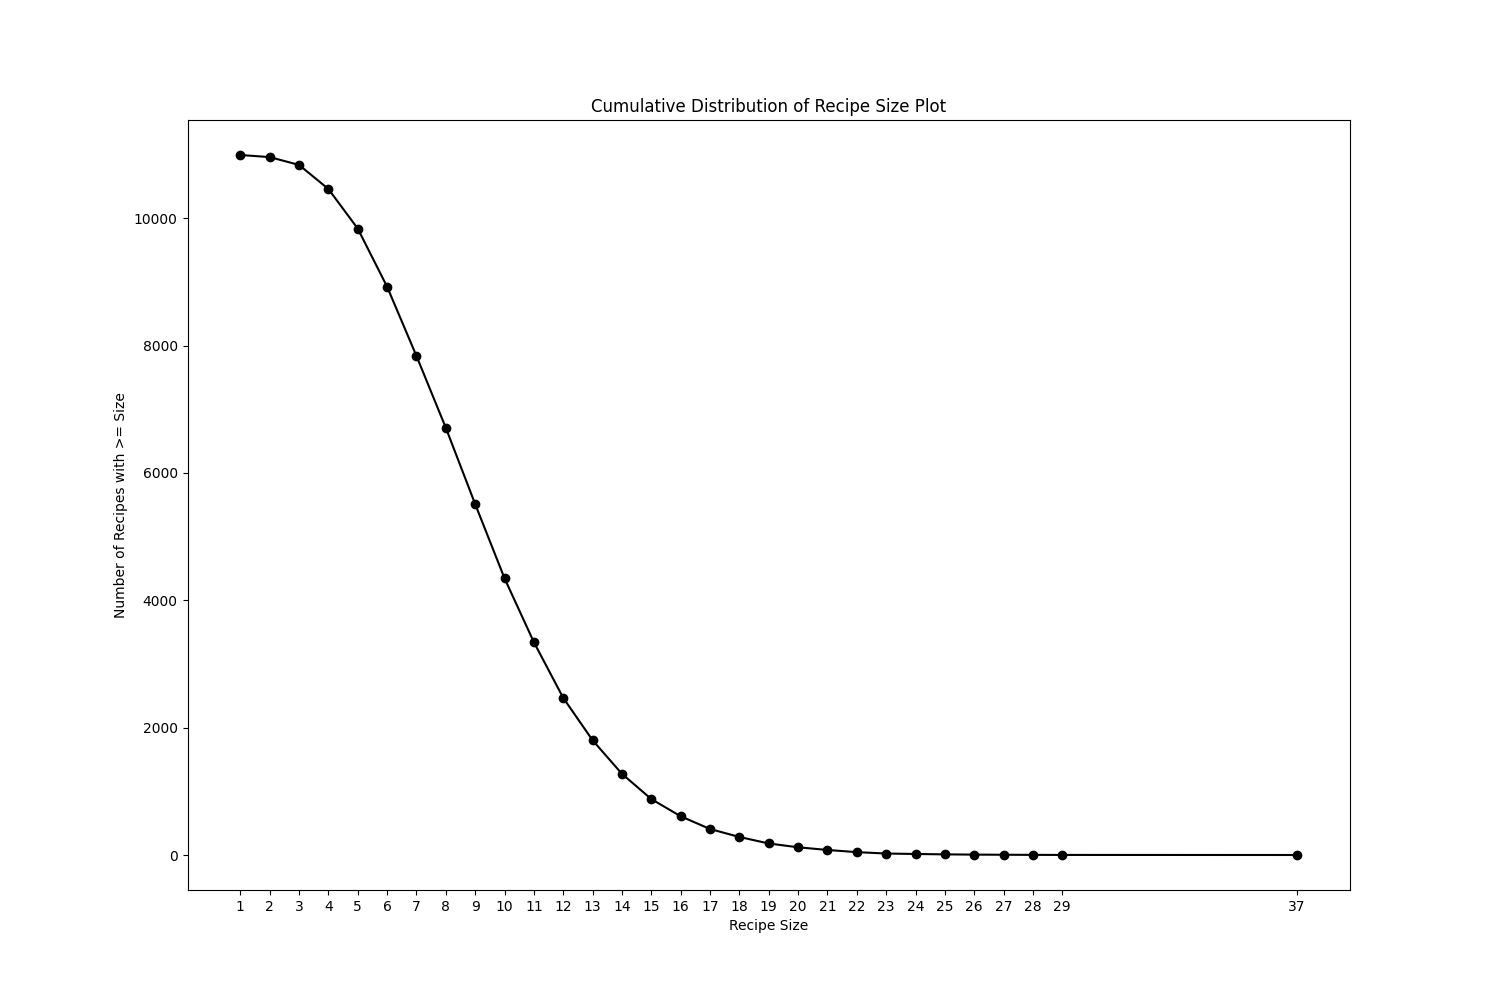 Cumulative Distribution of Recipe Size Plot
Number of Recipes with >= Size
10000
8000
6000
4000
2000
0
1 2 3 4 5 6 7 8 9 10 11 12 13 14 15 16 17 18 19 20 21 22 23 24 25 26 27 28 29 37
Recipe Size